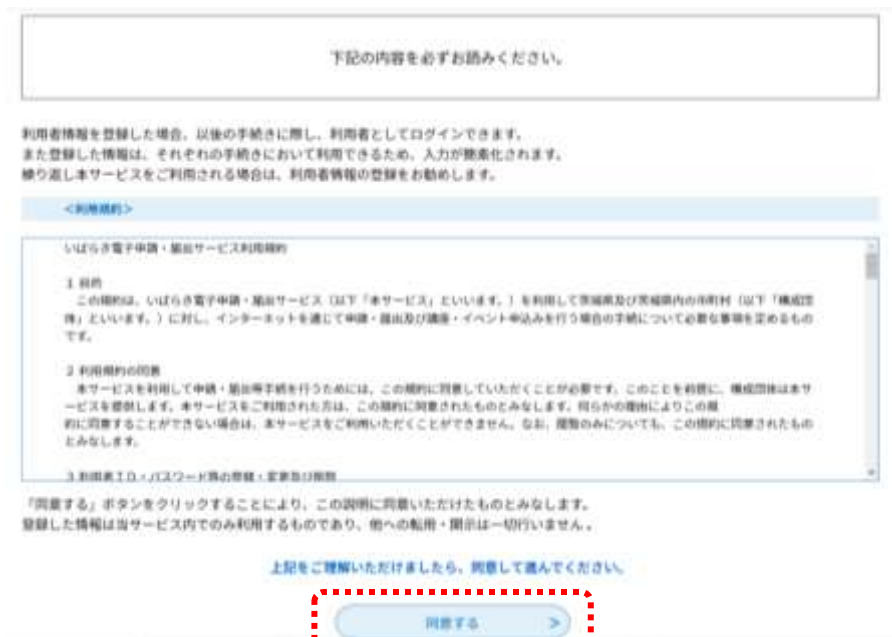 下記の内容を必ずお読みください。
利用者情報を登録した場合、以後の手続きに際し、利用者としてログインできます。
また登録した情報は、それぞれの手続きにおいて利用できるため、入力が簡素化されます。
繰り返し本サービスをご利用される場合は、利用者情報の登録をお勧めします。
<利用規約>
いばらき電子申請・届出サービス利用規約
1 目的
この規約は、いばらき電子申請・届出サービス（以下「本サービス」といいます。）を利用して茨城県及び茨城県内の市町村（以下「構成団
体」といいます。）に対し、インターネットを通じて申請・届出及び講座・イベント申込みを行う場合の手続について必要な事項を定めるもの
です。
2 利用規約の同意
本サービスを利用して申請・届出等手続を行うためには、この規約に同意していただくことが必要です。このことを前提に、構成団体は本サ
ービスを提供します。本サービスをご利用された方は、この規約に同意されたものとみなします。何らかの理由によりこの規
約に同意することができない場合は、本サービスをご利用いただくことができません。なお、閲覧のみについても、この規約に同意されたもの
とみなします。
3 利用者ＩＤ・パスワード等の登録・変更及び削除
「同意する」ボタンをクリックすることにより、この説明に同意いただけたものとみなします。
登録した情報は当サービス内でのみ利用するものであり、他への転用・開示は一切行いません。
上記をご理解いただけましたら、同意して進んでください。
同意する >